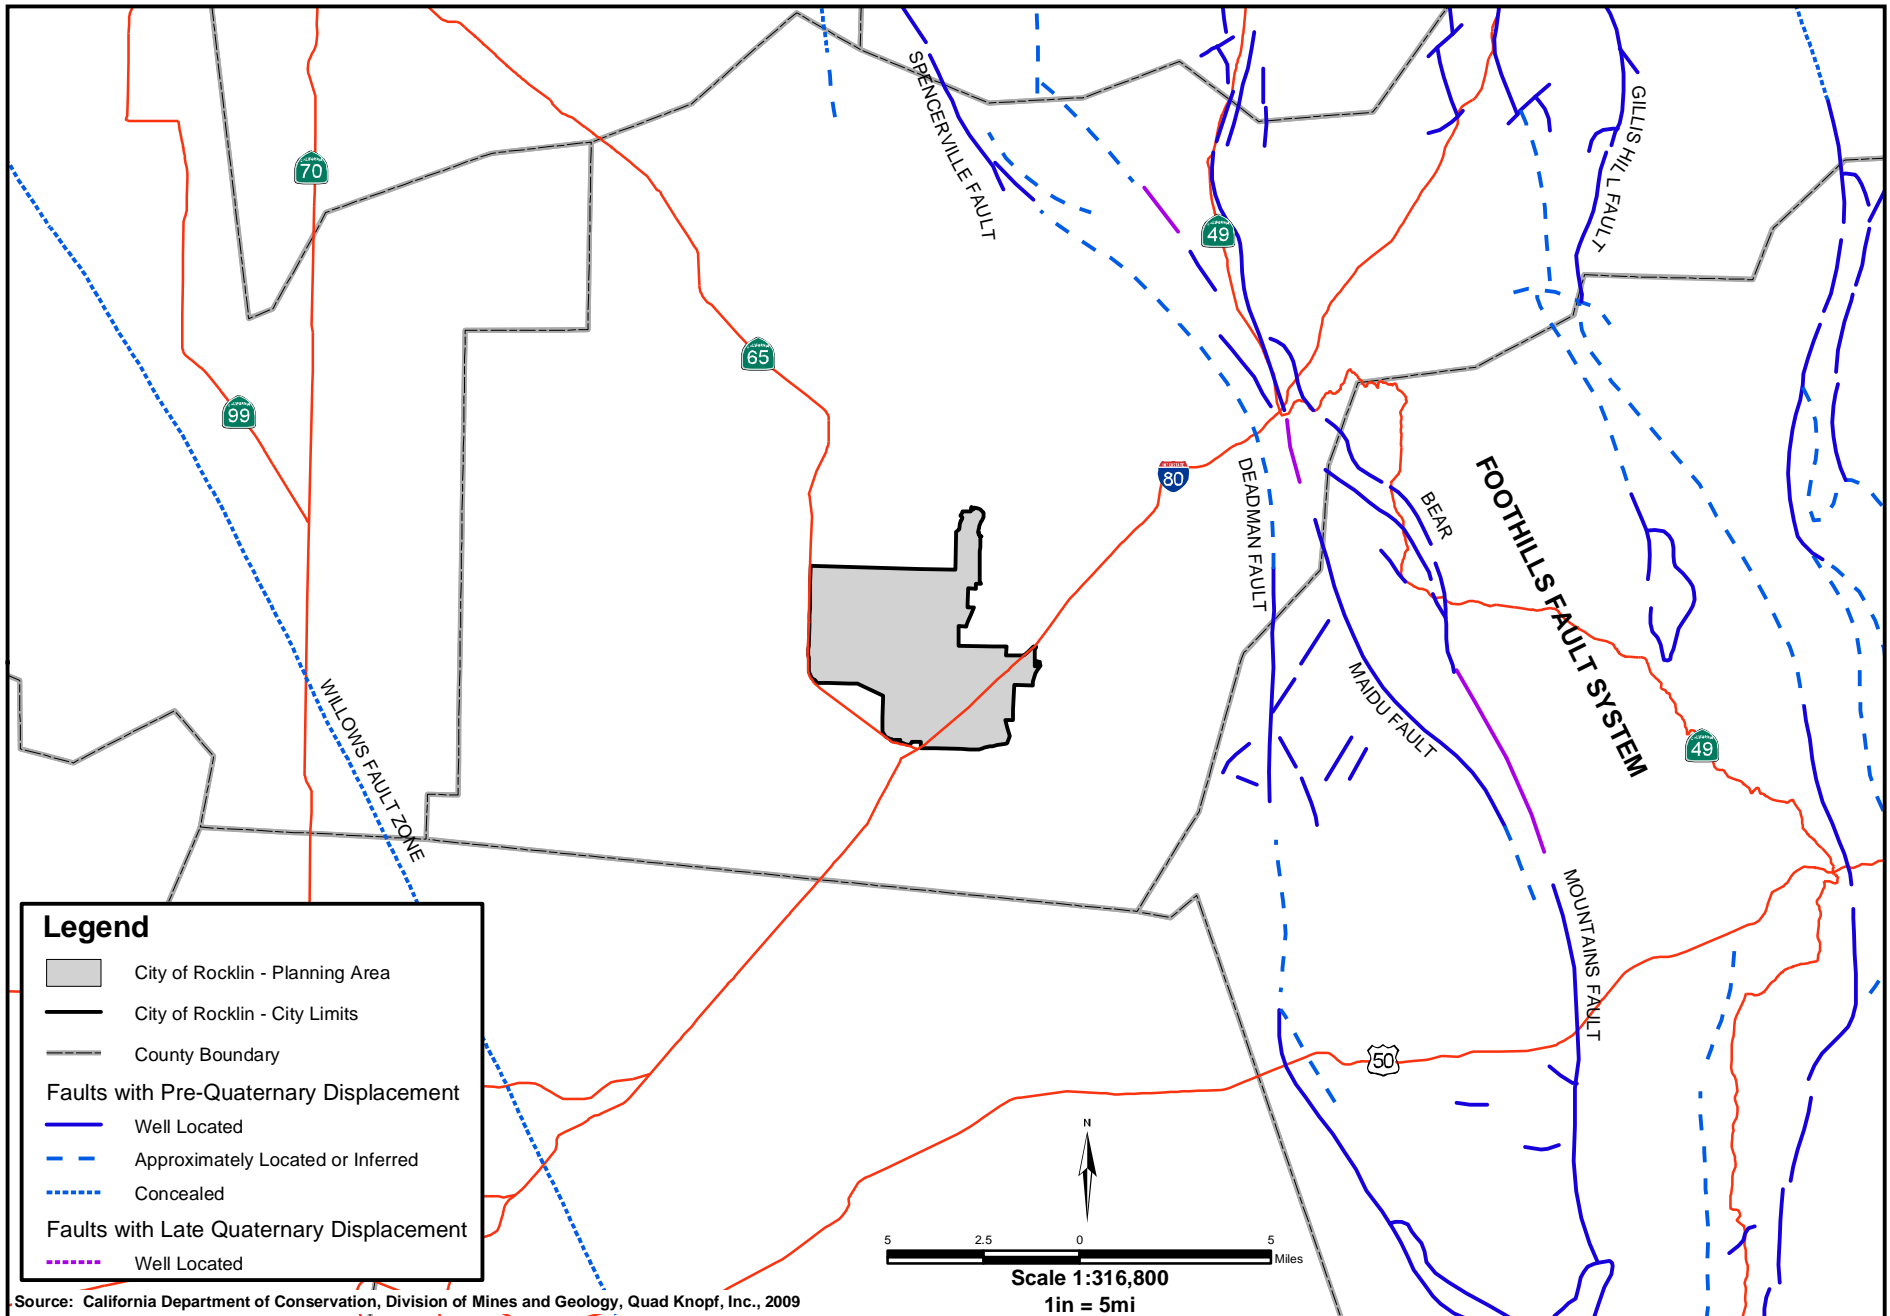 SPENCERVILLE FAULT
GILLIS HILL FAULT
70
49
65
99
80
DEADMAN FAULT
BEAR
FOOTHILLS FAULT SYSTEM
WILLOWS FAULT ZONE
MAIDU FAULT
49
MOUNTAINS FAULT
50
Legend
City of Rocklin - Planning Area
City of Rocklin - City Limits
County Boundary
Faults with Pre-Quaternary Displacement
Well Located
Approximately Located or Inferred
Concealed
Faults with Late Quaternary Displacement
Well Located
N
5 2.5 0 5
Miles
Scale 1:316,800
1in = 5mi
Source: California Department of Conservation, Division of Mines and Geology, Quad Knopf, Inc., 2009